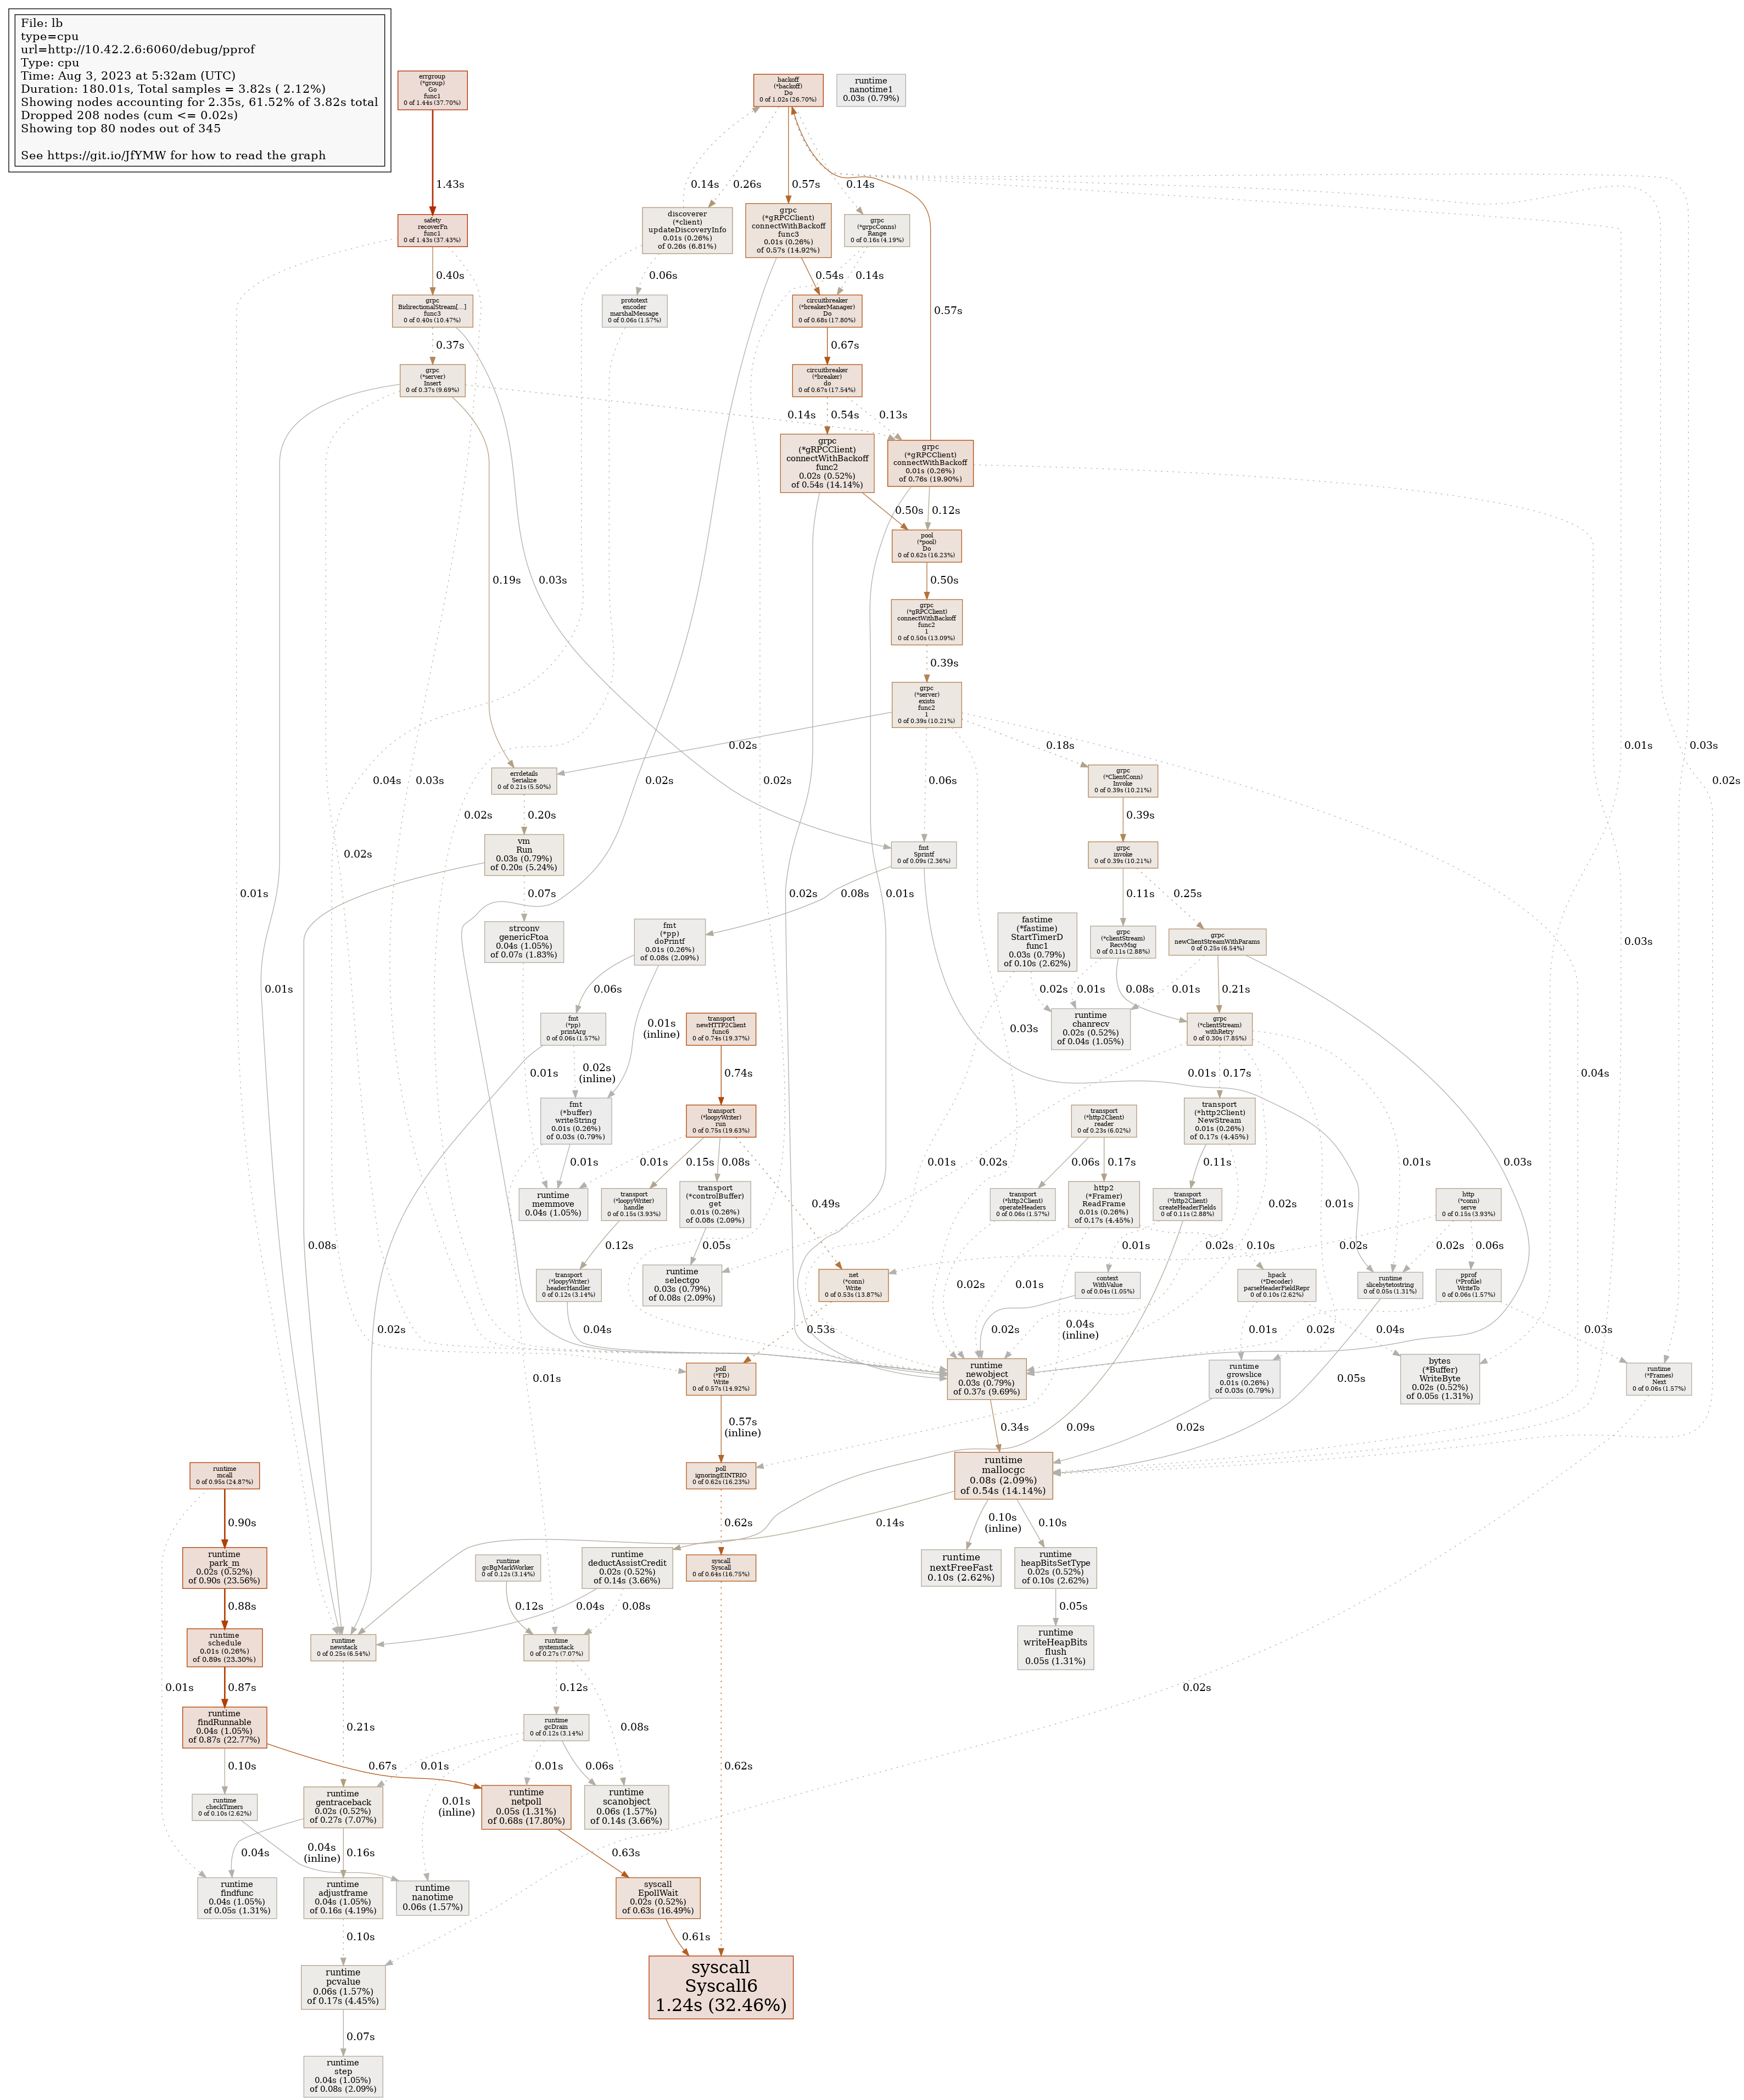 File: lb
type=cpu
url=http://10.42.2.6:6060/debug/pprof
Type: cpu
Time: Aug 3, 2023 at 5:32am (UTC)
Duration: 180.01s, Total samples = 3.82s ( 2.12%)
Showing nodes accounting for 2.35s, 61.52% of 3.82s total
Dropped 208 nodes (cum <= 0.02s)
Showing top 80 nodes out of 345
See https://git.io/JfYMW for how to read the graph
errgroup
(*group)
Go
func1
0 of 1.44s (37.70%)
backoff
(*backoff)
Do
0 of 1.02s (26.70%)
runtime
nanotime1
0.03s (0.79%)
1.43s
0.14s
0.26s
0.57s
0.14s
safety
recoverFn
func1
0 of 1.43s (37.43%)
discoverer
(*client)
updateDiscoveryInfo
0.01s (0.26%)
of 0.26s (6.81%)
grpc
(*gRPCClient)
connectWithBackoff
func3
0.01s (0.26%)
of 0.57s (14.92%)
grpc
(*grpcConns)
Range
0 of 0.16s (4.19%)
0.40s
0.06s
0.54s
0.14s
grpc
BidirectionalStream[...]
func3
0 of 0.40s (10.47%)
prototext
encoder
marshalMessage
0 of 0.06s (1.57%)
circuitbreaker
(*breakerManager)
Do
0 of 0.68s (17.80%)
0.57s
0.37s
0.67s
grpc
(*server)
Insert
0 of 0.37s (9.69%)
circuitbreaker
(*breaker)
do
0 of 0.67s (17.54%)
0.14s
0.54s
0.13s
grpc
(*gRPCClient)
connectWithBackoff
func2
0.02s (0.52%)
of 0.54s (14.14%)
grpc
(*gRPCClient)
connectWithBackoff
0.01s (0.26%)
of 0.76s (19.90%)
0.50s
0.12s
pool
(*pool)
Do
0 of 0.62s (16.23%)
0.19s
0.03s
0.50s
grpc
(*gRPCClient)
connectWithBackoff
func2
1
0 of 0.50s (13.09%)
0.39s
grpc
(*server)
exists
func2
1
0 of 0.39s (10.21%)
0.02s
0.18s
0.01s
0.03s
0.04s
0.03s
0.02s
0.02s
0.06s
0.02s
errdetails
Serialize
0 of 0.21s (5.50%)
grpc
(*ClientConn)
Invoke
0 of 0.39s (10.21%)
0.02s
0.20s
0.39s
0.02s
vm
Run
0.03s (0.79%)
of 0.20s (5.24%)
fmt
Sprintf
0 of 0.09s (2.36%)
grpc
invoke
0 of 0.39s (10.21%)
0.01s
0.07s
0.02s
0.08s
0.01s
0.11s
0.25s
strconv
genericFtoa
0.04s (1.05%)
of 0.07s (1.83%)
fmt
(*pp)
doPrintf
0.01s (0.26%)
of 0.08s (2.09%)
fastime
(*fastime)
StartTimerD
func1
0.03s (0.79%)
of 0.10s (2.62%)
grpc
(*clientStream)
RecvMsg
0 of 0.11s (2.88%)
grpc
newClientStreamWithParams
0 of 0.25s (6.54%)
0.03s
0.01s
0.06s
0.02s
0.01s
0.08s
0.01s
0.21s
fmt
(*pp)
printArg
0 of 0.06s (1.57%)
0.01s
(inline)
transport
newHTTP2Client
func6
0 of 0.74s (19.37%)
runtime
chanrecv
0.02s (0.52%)
of 0.04s (1.05%)
grpc
(*clientStream)
withRetry
0 of 0.30s (7.85%)
0.03s
0.01s
0.02s
(inline)
0.74s
0.01s
0.17s
0.04s
fmt
(*buffer)
writeString
0.01s (0.26%)
of 0.03s (0.79%)
transport
(*loopyWriter)
run
0 of 0.75s (19.63%)
transport
(*http2Client)
reader
0 of 0.23s (6.02%)
transport
(*http2Client)
NewStream
0.01s (0.26%)
of 0.17s (4.45%)
0.01s
0.01s
0.15s
0.08s
0.01s
0.02s
0.06s
0.17s
0.11s
0.01s
0.03s
runtime
memmove
0.04s (1.05%)
transport
(*loopyWriter)
handle
0 of 0.15s (3.93%)
transport
(*controlBuffer)
get
0.01s (0.26%)
of 0.08s (2.09%)
0.49s
transport
(*http2Client)
operateHeaders
0 of 0.06s (1.57%)
http2
(*Framer)
ReadFrame
0.01s (0.26%)
of 0.17s (4.45%)
transport
(*http2Client)
createHeaderFields
0 of 0.11s (2.88%)
0.02s
0.01s
http
(*conn)
serve
0 of 0.15s (3.93%)
0.08s
0.12s
0.05s
0.01s
0.02s
0.10s
0.02s
0.02s
0.06s
transport
(*loopyWriter)
headerHandler
0 of 0.12s (3.14%)
runtime
selectgo
0.03s (0.79%)
of 0.08s (2.09%)
net
(*conn)
Write
0 of 0.53s (13.87%)
0.02s
0.01s
context
WithValue
0 of 0.04s (1.05%)
hpack
(*Decoder)
parseHeaderFieldRepr
0 of 0.10s (2.62%)
runtime
slicebytetostring
0 of 0.05s (1.31%)
pprof
(*Profile)
WriteTo
0 of 0.06s (1.57%)
0.02s
0.04s
0.53s
0.02s
0.04s
(inline)
0.01s
0.02s
0.04s
0.03s
0.01s
poll
(*FD)
Write
0 of 0.57s (14.92%)
runtime
newobject
0.03s (0.79%)
of 0.37s (9.69%)
runtime
growslice
0.01s (0.26%)
of 0.03s (0.79%)
0.05s
bytes
(*Buffer)
WriteByte
0.02s (0.52%)
of 0.05s (1.31%)
runtime
(*Frames)
Next
0 of 0.06s (1.57%)
0.57s
(inline)
0.34s
0.09s
0.02s
runtime
mcall
0 of 0.95s (24.87%)
poll
ignoringEINTRIO
0 of 0.62s (16.23%)
runtime
mallocgc
0.08s (2.09%)
of 0.54s (14.14%)
0.90s
0.62s
0.14s
0.10s
(inline)
0.10s
runtime
park_m
0.02s (0.52%)
of 0.90s (23.56%)
runtime
gcBgMarkWorker
0 of 0.12s (3.14%)
runtime
deductAssistCredit
0.02s (0.52%)
of 0.14s (3.66%)
syscall
Syscall
0 of 0.64s (16.75%)
runtime
nextFreeFast
0.10s (2.62%)
runtime
heapBitsSetType
0.02s (0.52%)
of 0.10s (2.62%)
0.88s
0.12s
0.04s
0.08s
0.05s
runtime
schedule
0.01s (0.26%)
of 0.89s (23.30%)
runtime
newstack
0 of 0.25s (6.54%)
runtime
systemstack
0 of 0.27s (7.07%)
runtime
writeHeapBits
flush
0.05s (1.31%)
0.01s
0.87s
0.12s
0.02s
runtime
findRunnable
0.04s (1.05%)
of 0.87s (22.77%)
0.21s
runtime
gcDrain
0 of 0.12s (3.14%)
0.08s
0.10s
0.67s
0.01s
0.01s
0.06s
0.62s
runtime
checkTimers
0 of 0.10s (2.62%)
runtime
gentraceback
0.02s (0.52%)
of 0.27s (7.07%)
0.01s
(inline)
runtime
netpoll
0.05s (1.31%)
of 0.68s (17.80%)
runtime
scanobject
0.06s (1.57%)
of 0.14s (3.66%)
0.04s
0.04s
(inline)
0.16s
0.63s
runtime
findfunc
0.04s (1.05%)
of 0.05s (1.31%)
runtime
adjustframe
0.04s (1.05%)
of 0.16s (4.19%)
runtime
nanotime
0.06s (1.57%)
syscall
EpollWait
0.02s (0.52%)
of 0.63s (16.49%)
0.10s
0.61s
runtime
pcvalue
0.06s (1.57%)
of 0.17s (4.45%)
syscall
Syscall6
1.24s (32.46%)
0.07s
runtime
step
0.04s (1.05%)
of 0.08s (2.09%)